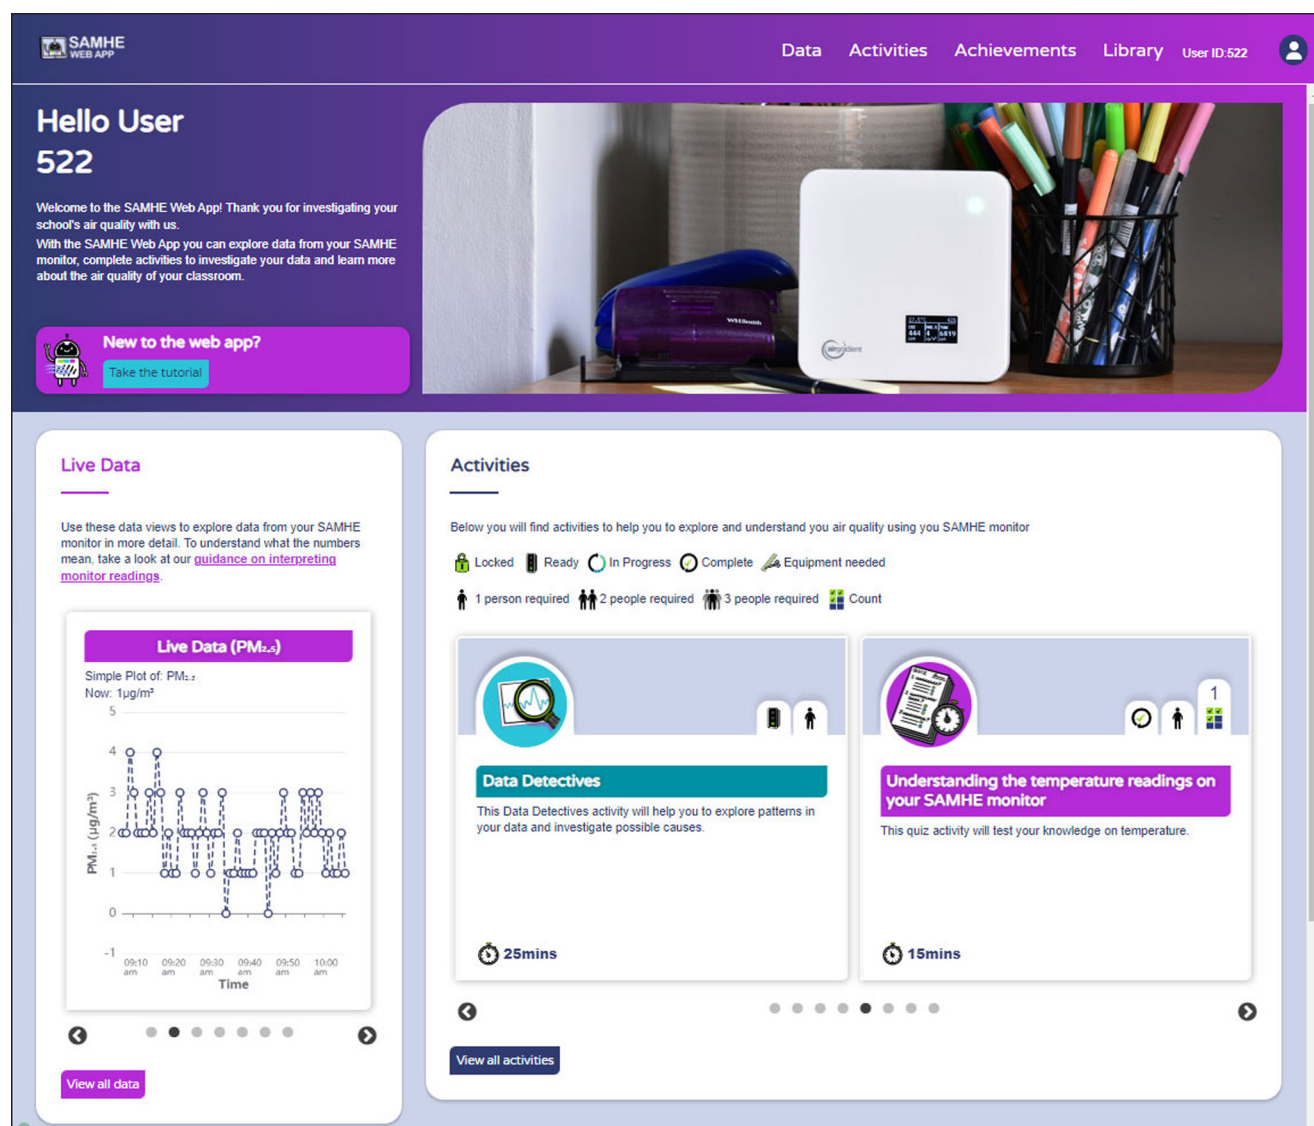 SAMHE
WEB APP
Data Activities Achievements Library User ID:522
Hello User
522
Welcome to the SAMHE Web App! Thank you for investigating your
school's air quality with us.
With the SAMHE Web App you can explore data from your SAMHE
monitor, complete activities to investigate your data and learn more
about the air quality of your classroom.
New to the web app?
Take the tutorial
WHSmith
444 4 6819
airgradient
Live Data
Use these data views to explore data from your SAMHE
monitor in more detail. To understand what the numbers
mean, take a look at our guidance on interpreting
monitor readings.
Live Data (PM₂.₅)
Simple Plot of: PM₂.₅
Now: 1µg/m³
5
4
3
2
1
0
-1
PM₂.₅ (µg/m³)
09:10 am 09:20 am 09:30 am 09:40 am 09:50 am 10:00 am
Time
View all data
Activities
Below you will find activities to help you to explore and understand you air quality using you SAMHE monitor
Locked Ready In Progress Complete Equipment needed
1 person required 2 people required 3 people required Count
Data Detectives
This Data Detectives activity will help you to explore patterns in
your data and investigate possible causes.
25mins
1
Understanding the temperature readings on
your SAMHE monitor
This quiz activity will test your knowledge on temperature.
15mins
View all activities